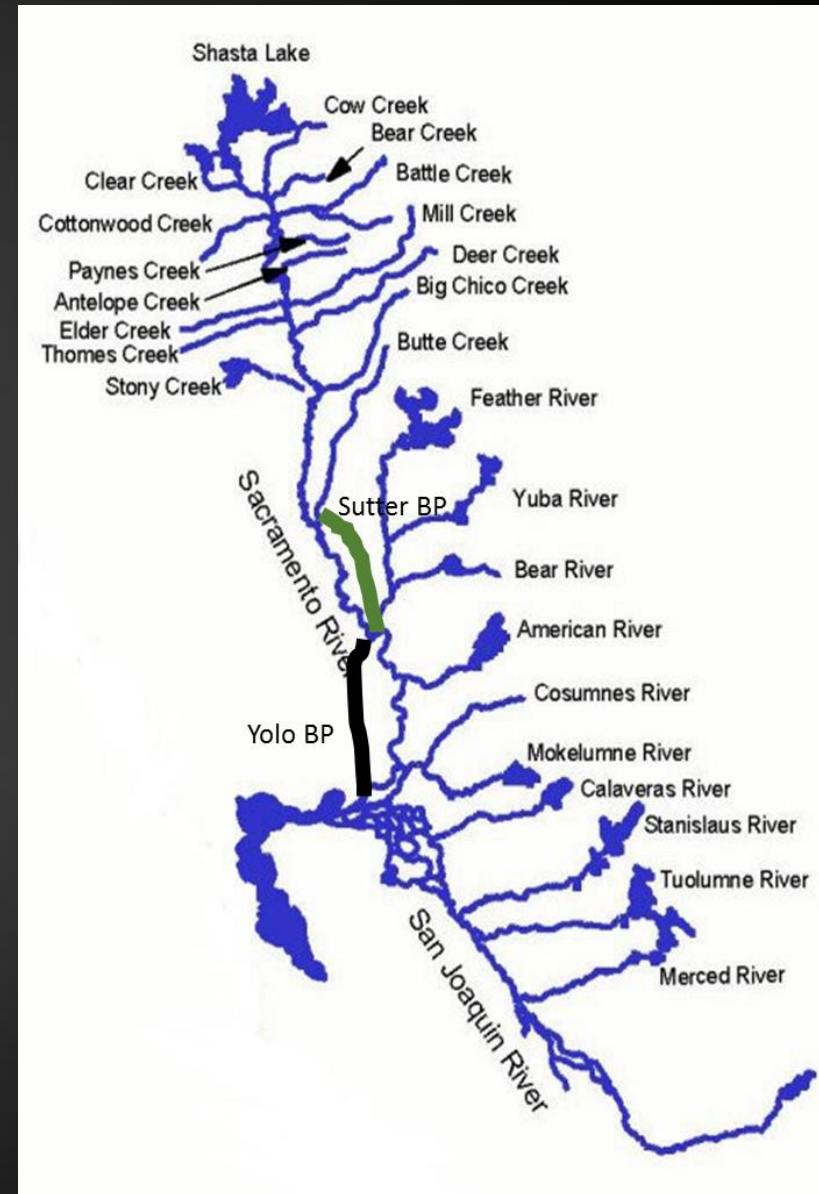 Shasta Lake
Cow Creek
Bear Creek
Clear Creek
Battle Creek
Cottonwood Creek
Mill Creek
Paynes Creek
Deer Creek
Antelope Creek
Big Chico Creek
Elder Creek
Thomes Creek
Butte Creek
Stony Creek
Feather River
Sacramento River
Sutter BP
Yuba River
Bear River
American River
Cosumnes River
Yolo BP
Mokelumne River
Calaveras River
Stanislaus River
Tuolumne River
San Joaquin River
Merced River